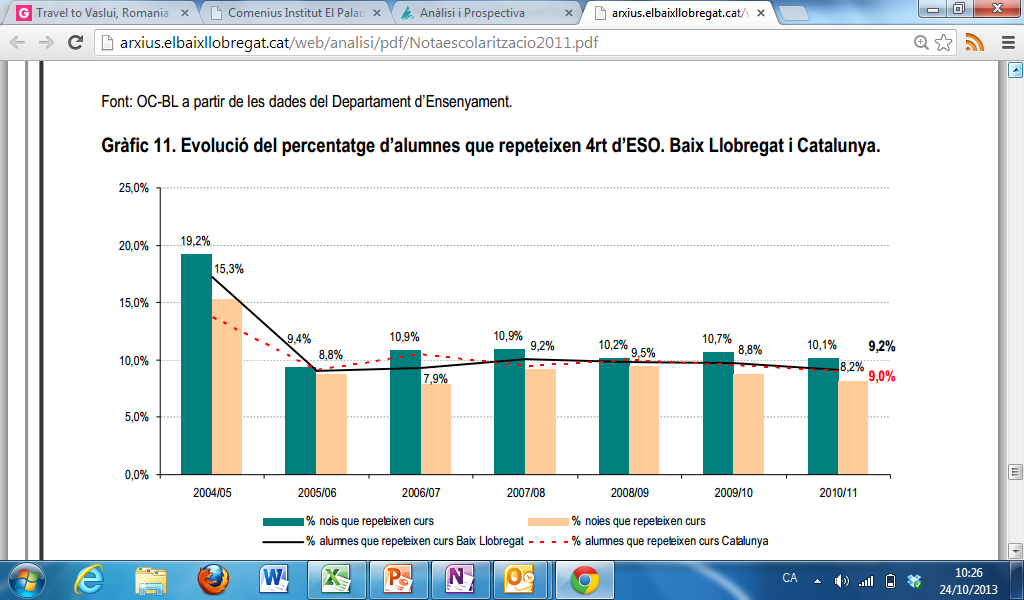 Travel to Vaslui, Romania
Comenius Institut El Palau
Anàlisi i Prospectiva
arxius.elbaixllobregat.cat/
arxius.elbaixllobregat.cat/web/analisi/pdf/Notaescolaritzacio2011.pdf
Font: OC-BL a partir de les dades del Departament d'Ensenyament.
Gràfic 11. Evolució del percentatge d'alumnes que repeteixen 4rt d'ESO. Baix Llobregat i Catalunya.
25,0%
20,0%
15,0%
10,0%
5,0%
0,0%
19,2%
15,3%
9,4%
8,8%
10,9%
7,9%
10,9%
9,2%
10,2%
9,5%
10,7%
8,8%
10,1%
8,2%
9,2%
9,0%
2004/05 2005/06 2006/07 2007/08 2008/09 2009/10 2010/11
% nois que repeteixen curs % noies que repeteixen curs
% alumnes que repeteixen curs Baix Llobregat % alumnes que repeteixen curs Catalunya
CA
10:26
24/10/2013